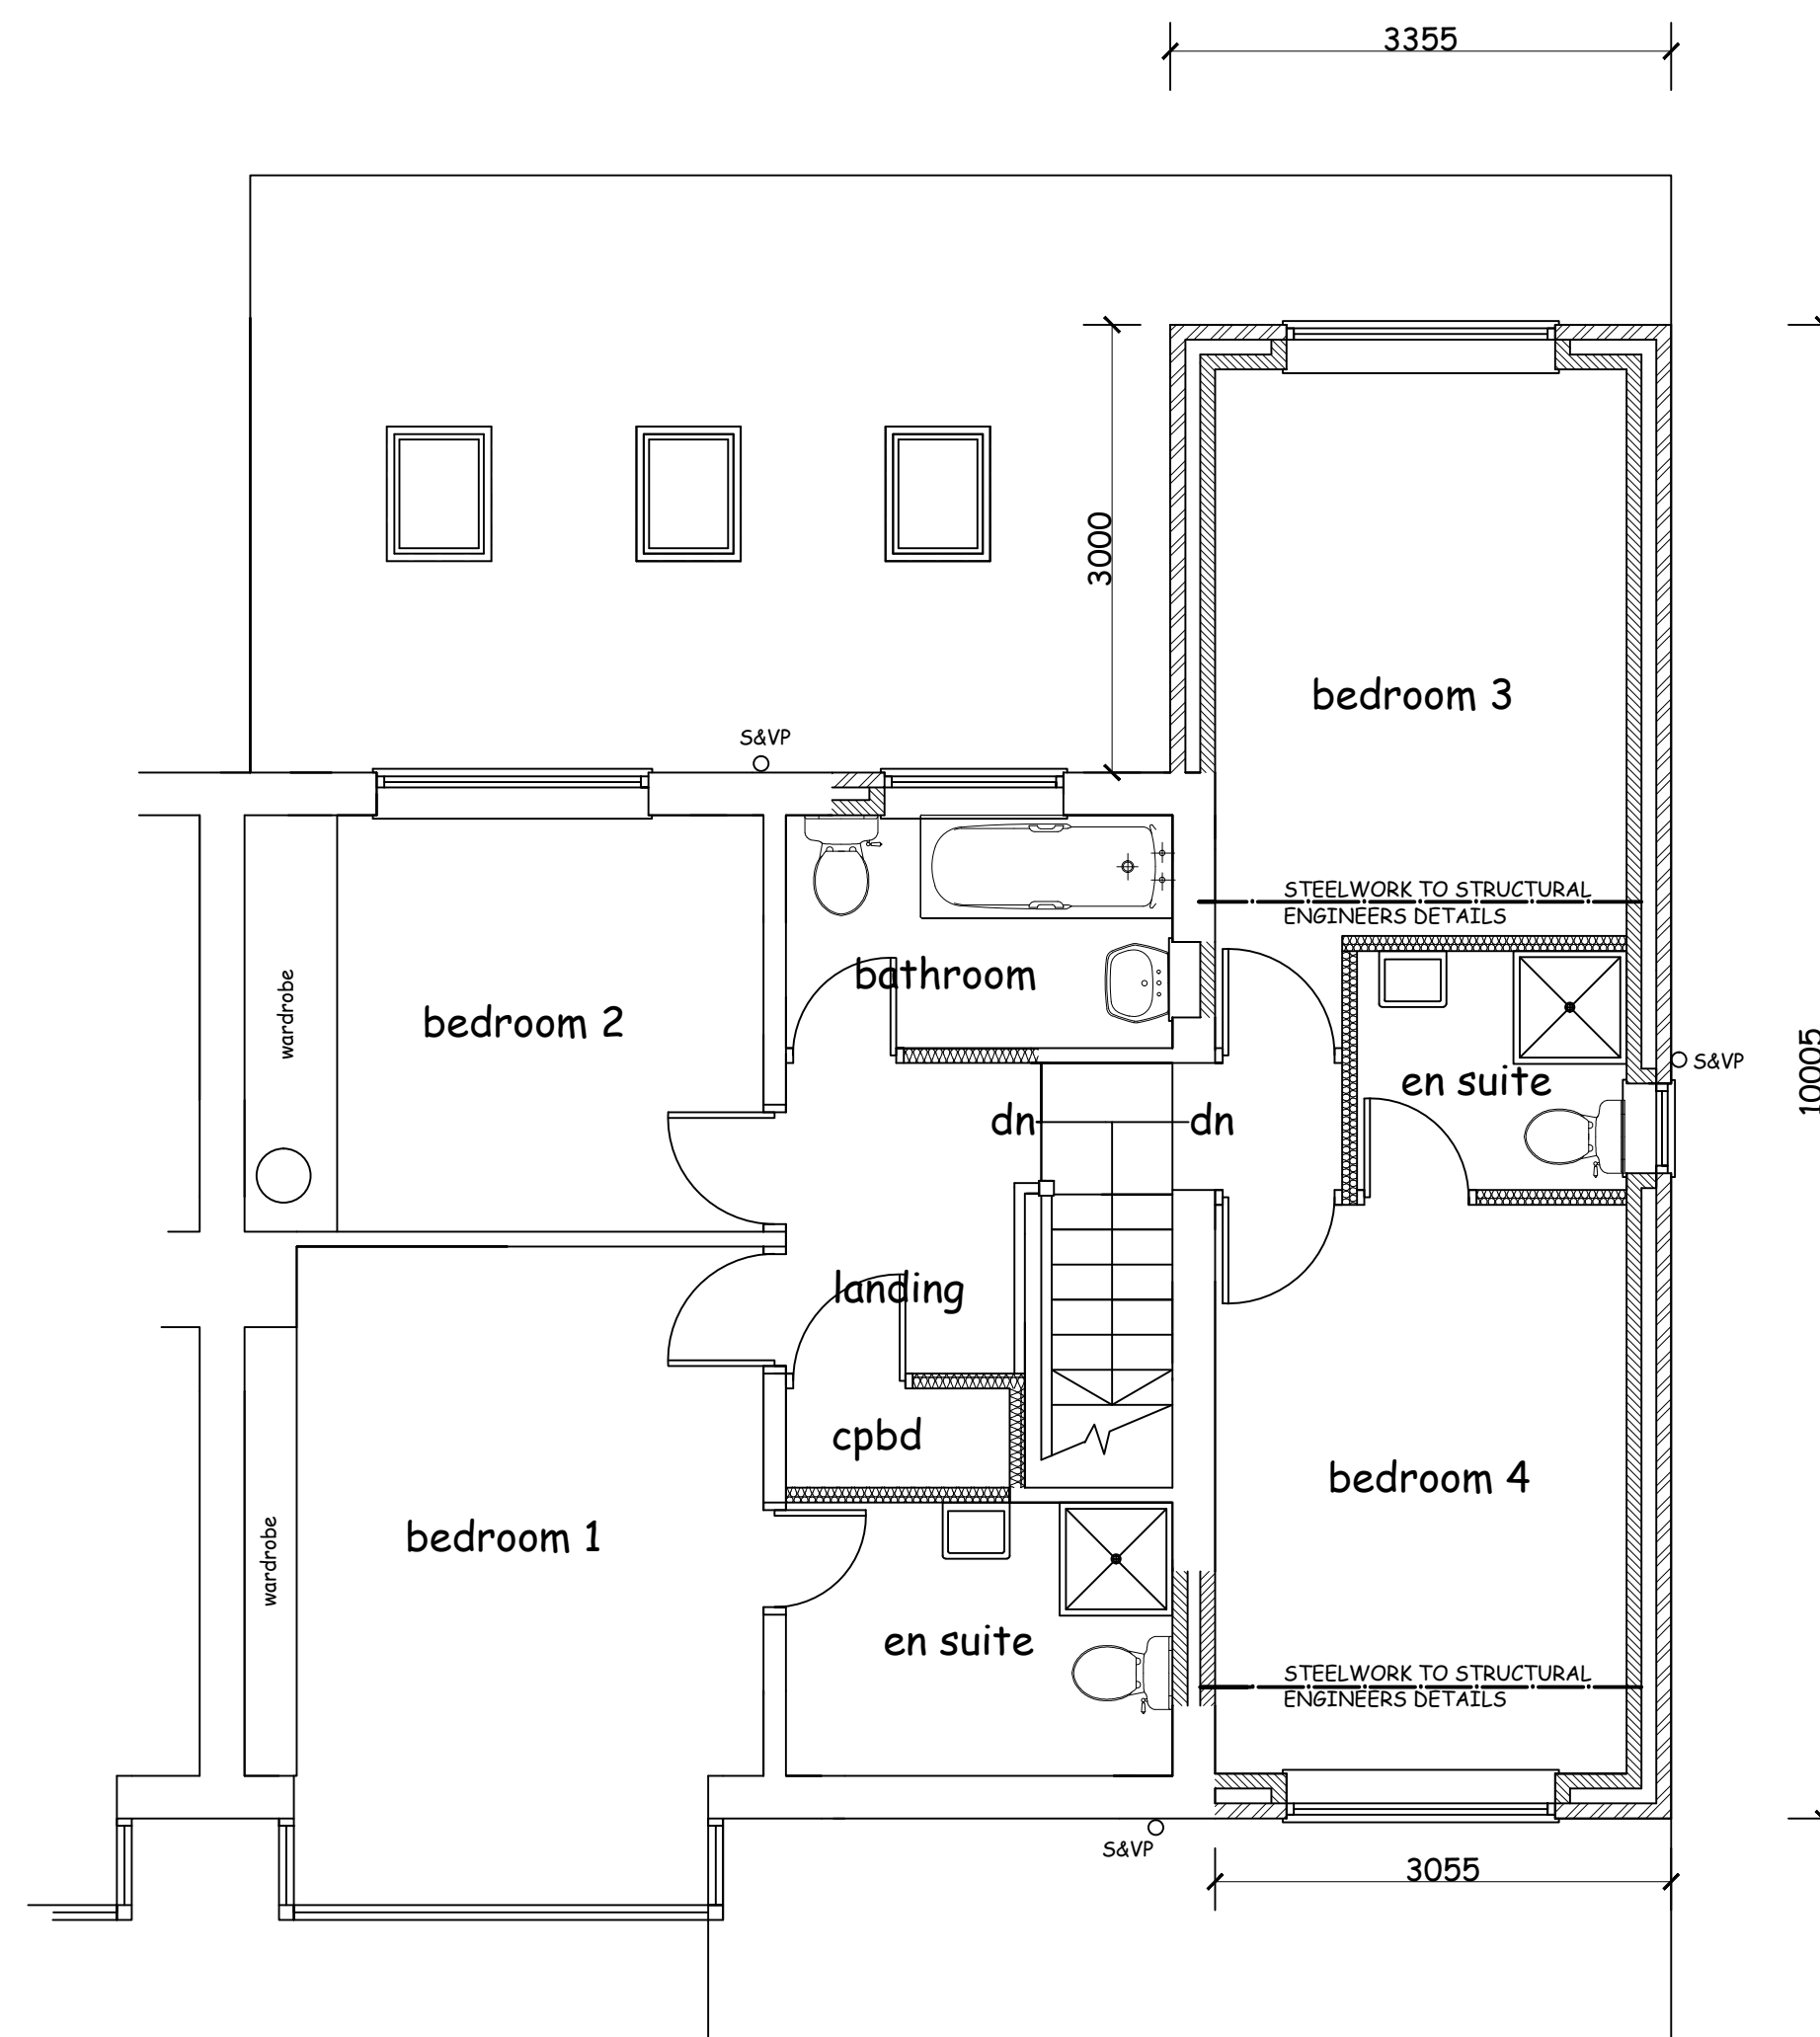 3355
3000
bedroom 3
S&VP
STEELWORK TO STRUCTURAL
ENGINEERS DETAILS
bathroom
wardrobe
bedroom 2
en suite
S&VP
10005
dn
dn
landing
cpbd
bedroom 4
bedroom 1
wardrobe
en suite
STEELWORK TO STRUCTURAL
ENGINEERS DETAILS
S&VP
3055